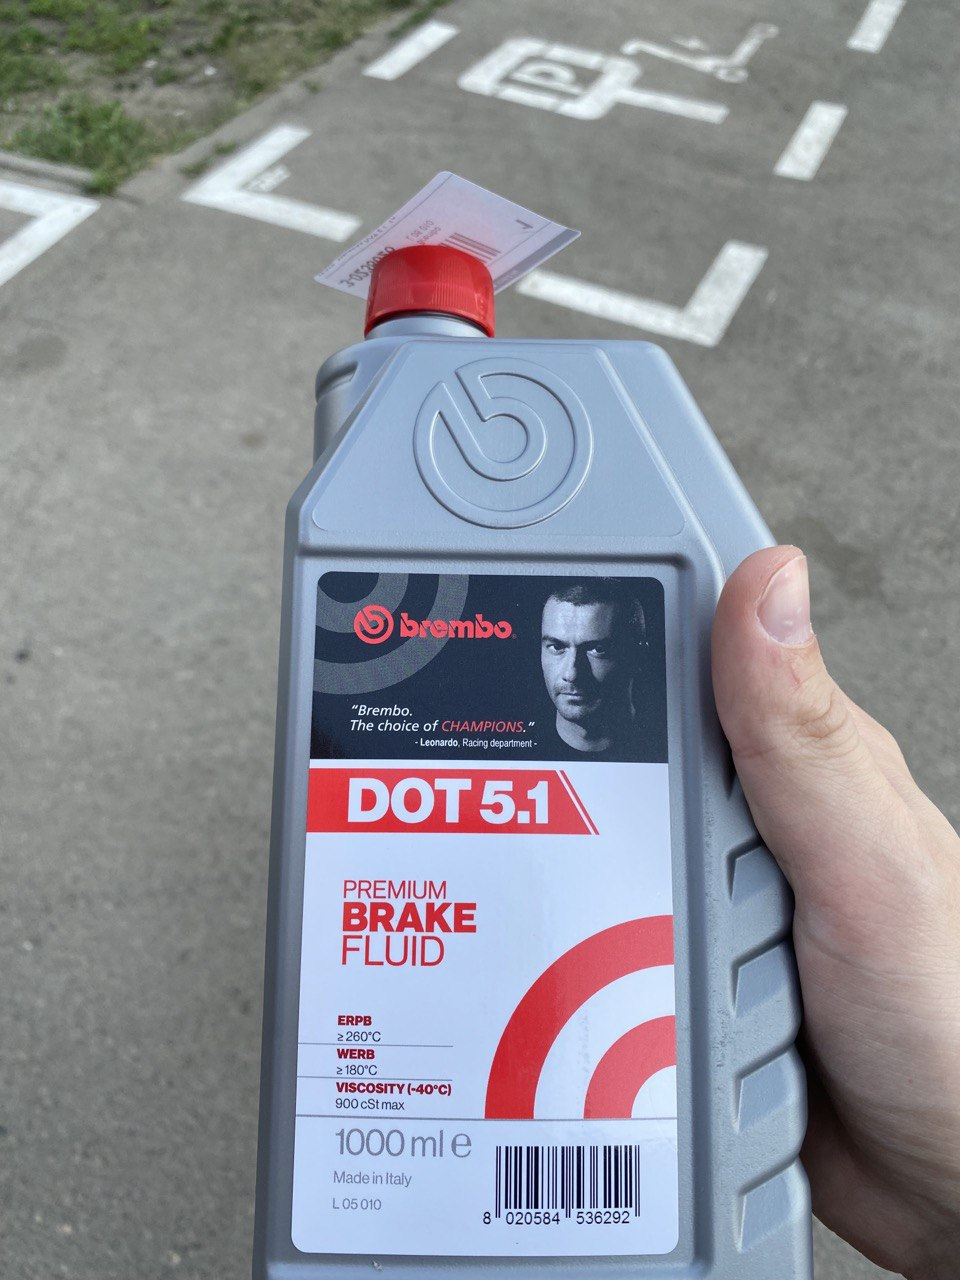 P
brembo
"Brembo.
The choice of CHAMPIONS."
- Leonardo, Racing department -
DOT 5.1
PREMIUM
BRAKE
FLUID
ERPB
≥ 260°C
WERB
≥ 180°C
VISCOSITY (-40°C)
900 cSt max
1000 ml e
Made in Italy
L 05 010
8 020584 536292